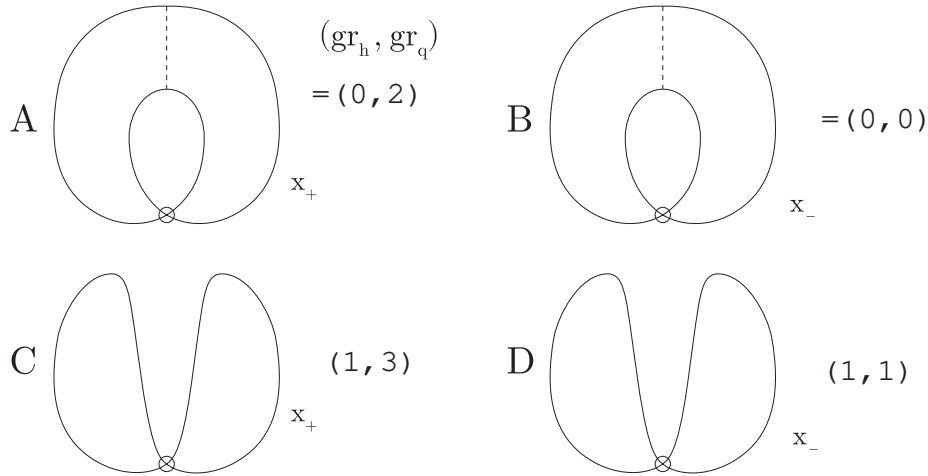 (gr_h, gr_q)
A =(0,2)
x_+
B =(0,0)
x_-
C (1,3)
x_+
D (1,1)
x_-